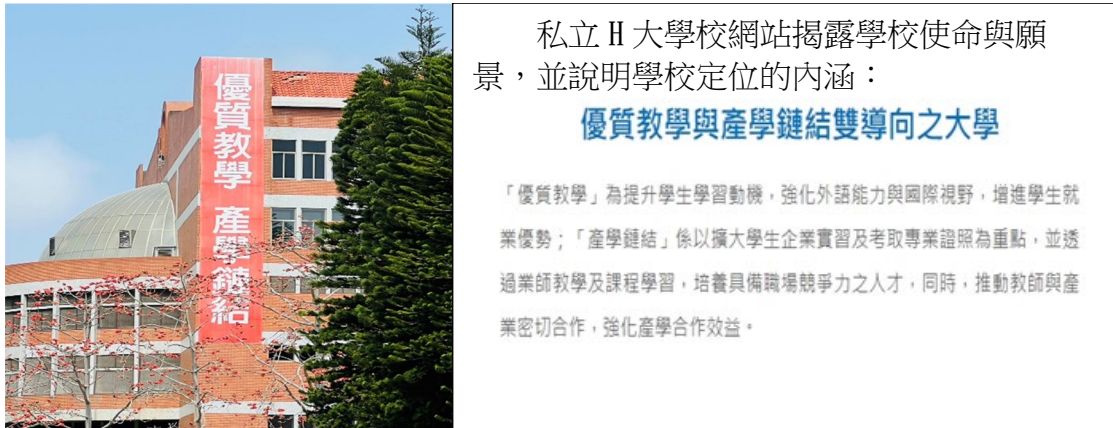 優質教學 產學鏈結
私立 H 大學校網站揭露學校使命與願
景，並說明學校定位的內涵：
優質教學與產學鏈結雙導向之大學
「優質教學」為提升學生學習動機，強化外語能力與國際視野，增進學生就
業優勢；「產學鏈結」係以擴大學生企業實習及考取專業證照為重點，並透
過業師教學及課程學習，培養具備職場競爭力之人才，同時，推動教師與產
業密切合作，強化產學合作效益。